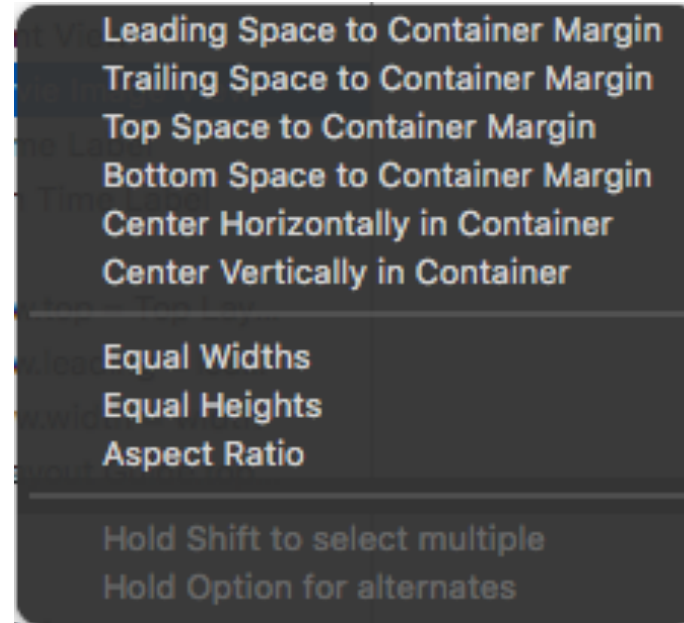 Leading Space to Container Margin
Trailing Space to Container Margin
Top Space to Container Margin
Bottom Space to Container Margin
Center Horizontally in Container
Center Vertically in Container
Equal Widths
Equal Heights
Aspect Ratio
Hold Shift to select multiple
Hold Option for alternates